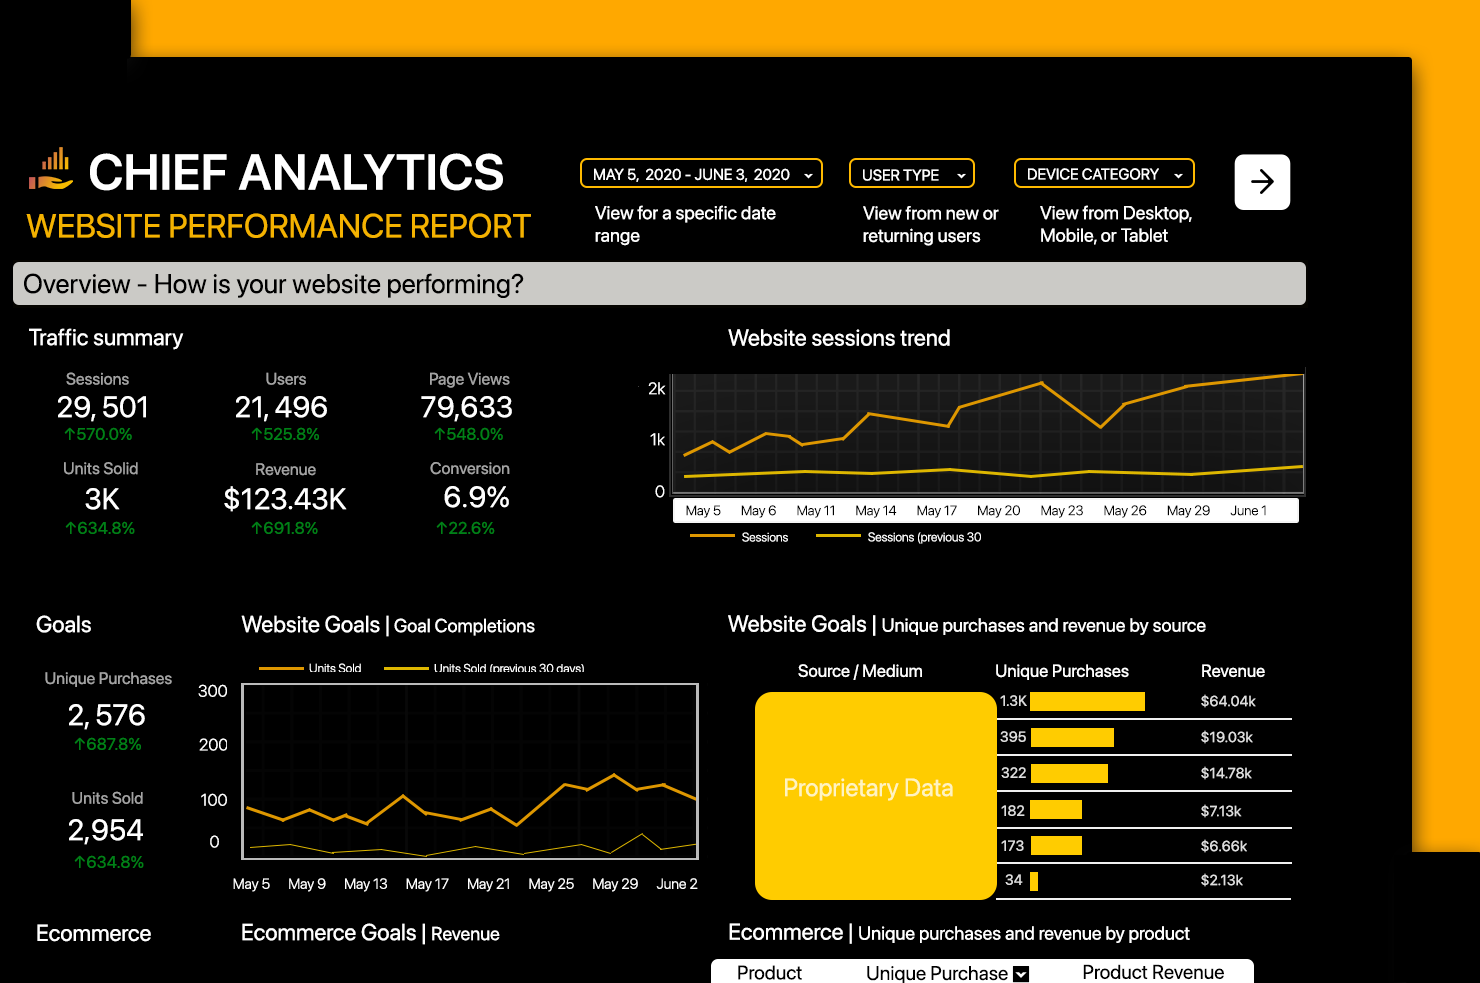 CHIEF ANALYTICS
WEBSITE PERFORMANCE REPORT
MAY 5, 2020 - JUNE 3, 2020
View for a specific date
range
USER TYPE
View from new or
returning users
DEVICE CATEGORY
View from Desktop,
Mobile, or Tablet
Overview - How is your website performing?
Traffic summary
Sessions
29, 501
↑570.0%
Users
21, 496
↑525.8%
Page Views
79,633
↑548.0%
Units Solid
3K
↑634.8%
Revenue
$123.43K
↑691.8%
Conversion
6.9%
↑22.6%
Website sessions trend
2k
1k
0
May 5 May 6 May 11 May 14 May 17 May 20 May 23 May 26 May 29 June 1
Sessions Sessions (previous 30
Goals
Unique Purchases
2, 576
↑687.8%
Units Sold
2,954
↑634.8%
Website Goals | Goal Completions
Units Sold Units Sold (previous 30 days)
300
200
100
0
May 5 May 9 May 13 May 17 May 21 May 25 May 29 June 2
Website Goals | Unique purchases and revenue by source
Source / Medium Unique Purchases Revenue
Proprietary Data
1.3K $64.04k
395 $19.03k
322 $14.78k
182 $7.13k
173 $6.66k
34 $2.13k
Ecommerce
Ecommerce Goals | Revenue
Ecommerce | Unique purchases and revenue by product
Product Unique Purchase Product Revenue